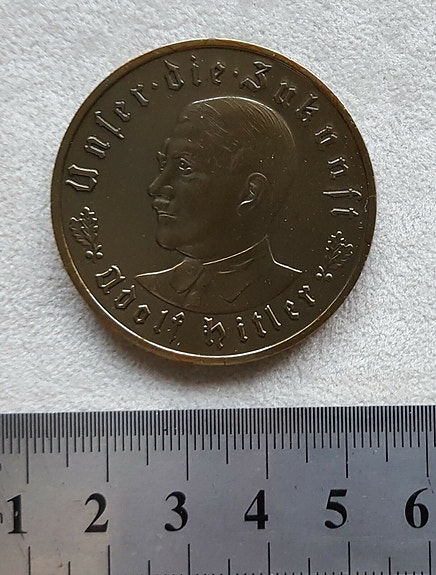 Unser · die · Zukunft
Adolf Hitler
1 2 3 4 5 6